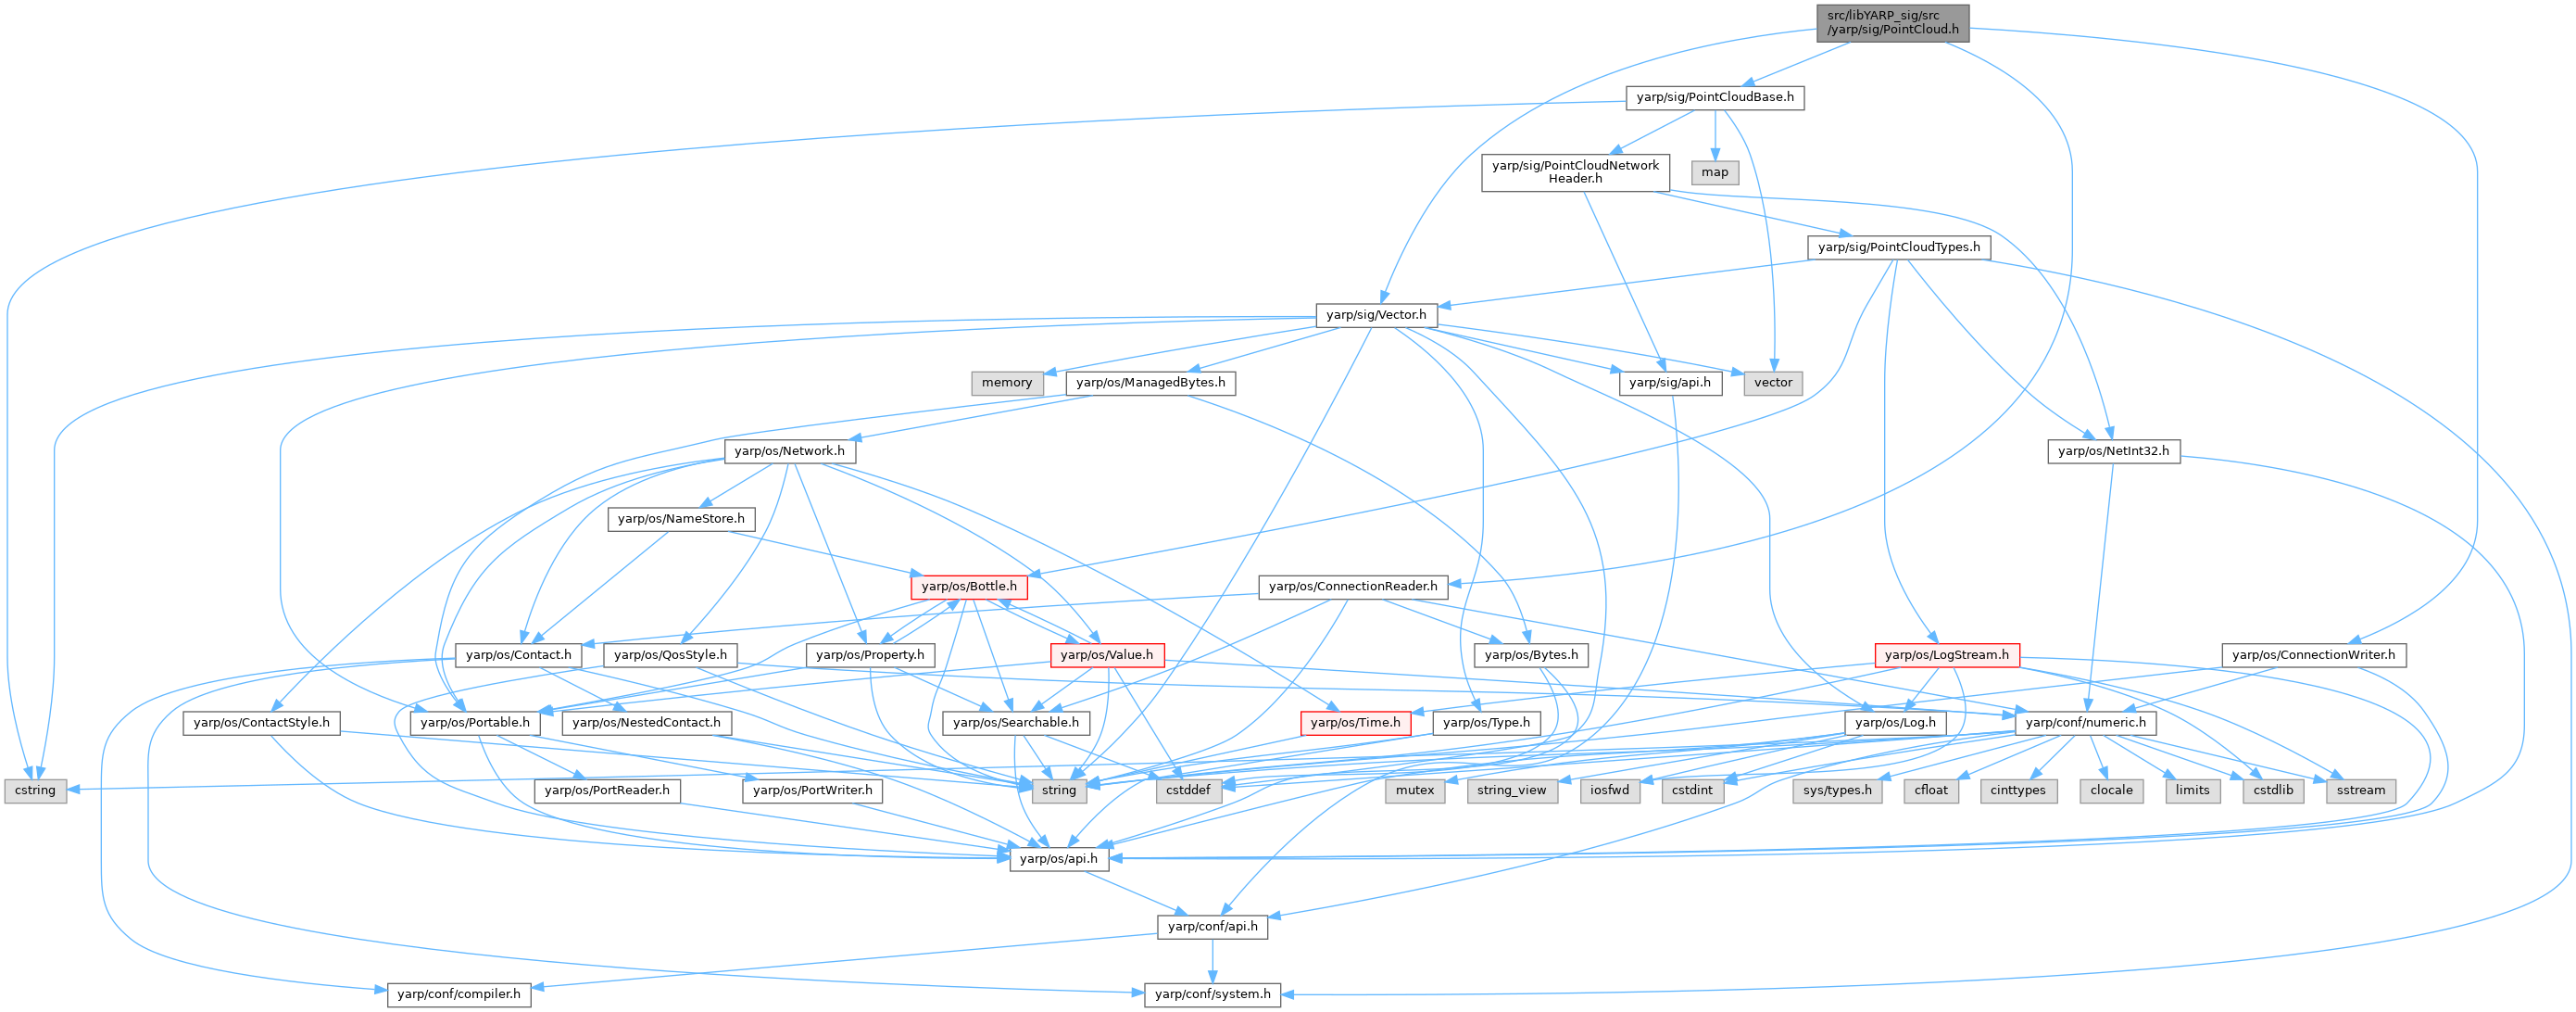 src/libYARP_sig/src
/yarp/sig/PointCloud.h
yarp/sig/PointCloudBase.h
yarp/sig/PointCloudNetwork
Header.h
map
yarp/sig/PointCloudTypes.h
yarp/sig/Vector.h
memory
yarp/os/ManagedBytes.h
yarp/sig/api.h
vector
yarp/os/Network.h
yarp/os/NetInt32.h
yarp/os/NameStore.h
yarp/os/Bottle.h
yarp/os/ConnectionReader.h
yarp/os/Contact.h
yarp/os/QosStyle.h
yarp/os/Property.h
yarp/os/Value.h
yarp/os/Bytes.h
yarp/os/LogStream.h
yarp/os/ConnectionWriter.h
yarp/os/ContactStyle.h
yarp/os/Portable.h
yarp/os/NestedContact.h
yarp/os/Searchable.h
yarp/os/Time.h
yarp/os/Type.h
yarp/os/Log.h
yarp/conf/numeric.h
cstring
yarp/os/PortReader.h
yarp/os/PortWriter.h
string
cstddef
mutex
string_view
iosfwd
cstdint
sys/types.h
cfloat
cinttypes
clocale
limits
cstdlib
sstream
yarp/os/api.h
yarp/conf/api.h
yarp/conf/compiler.h
yarp/conf/system.h